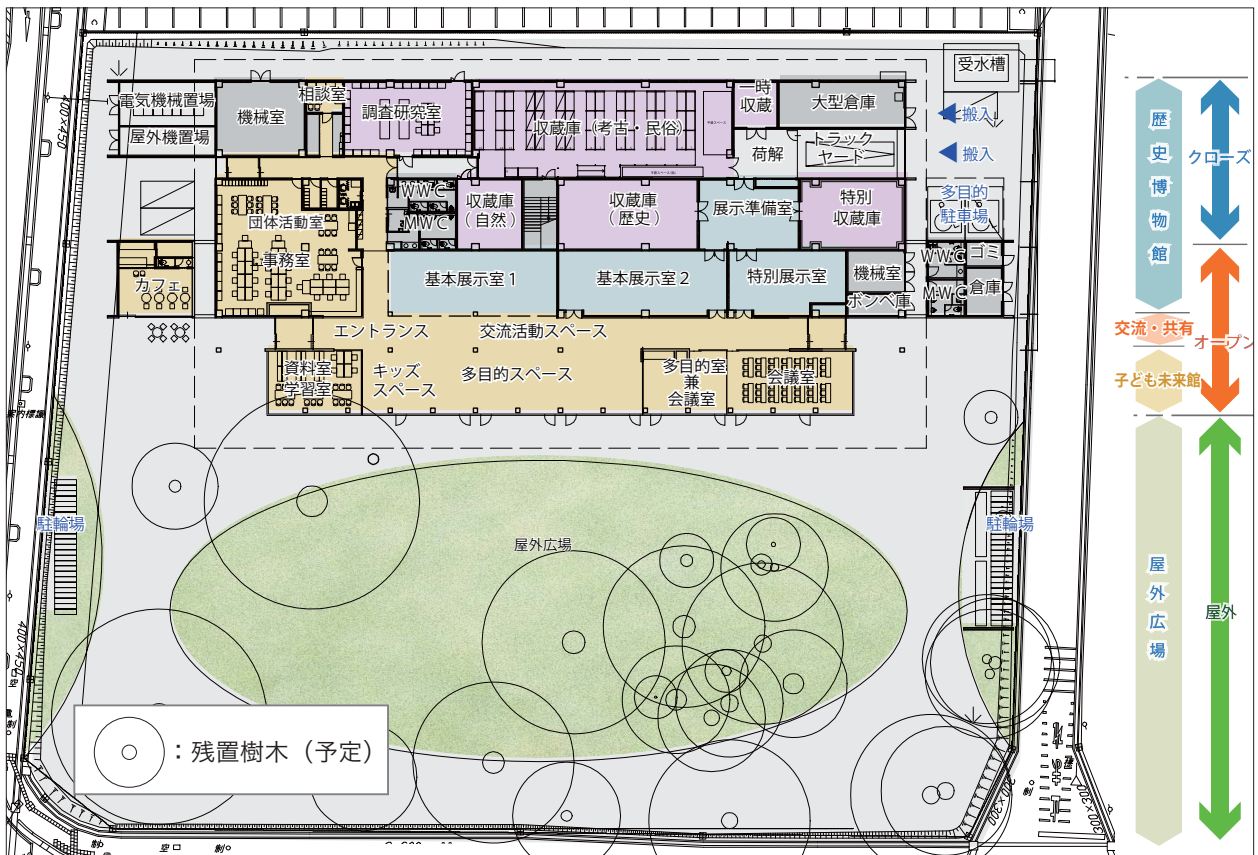 受水槽
電気機械置場
屋外機置場
機械室
相談室
調査研究室
収蔵庫（考古・民俗）
一時
収蔵
大型倉庫
搬入
荷解
トラック
ヤード
搬入
WWC
MWC
収蔵庫
（自然）
収蔵庫
（歴史）
展示準備室
特別
収蔵庫
多目的
駐車場
団体活動室
事務室
カフェ
基本展示室１
基本展示室２
特別展示室
機械室
ボンベ庫
WWC
MWC
ゴミ
倉庫
エントランス
交流活動スペース
資料室
学習室
キッズ
スペース
多目的スペース
多目的室
兼
会議室
会議室
駐輪場
屋外広場
駐輪場
：残置樹木（予定）
歴史博物館
クローズ
交流・共有
オープン
子ども未来館
屋外広場
屋外
400×450
400×450
300×300
300×300